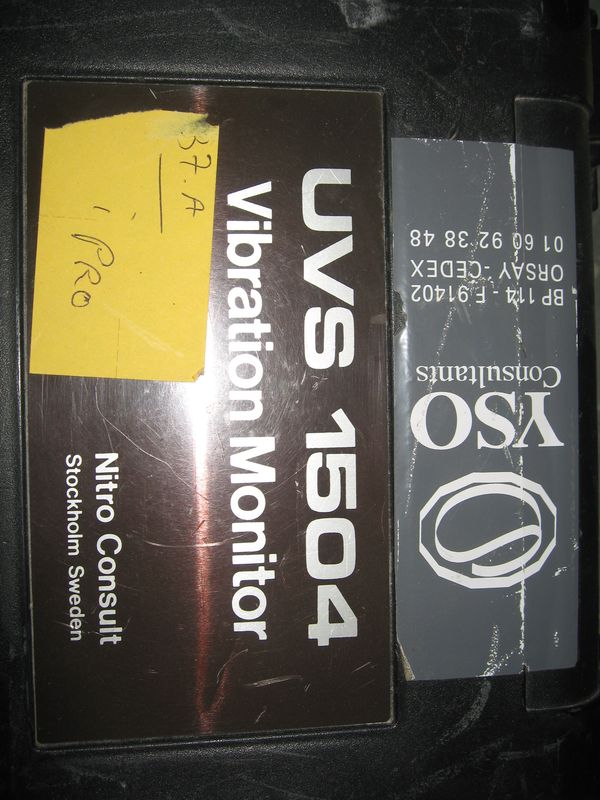 UVS 1504
Vibration Monitor
Nitro Consult
Stockholm Sweden
37.A
PRO
YSO
Consultants
BP 114 - F 91402
ORSAY - CEDEX
01 60 92 38 48